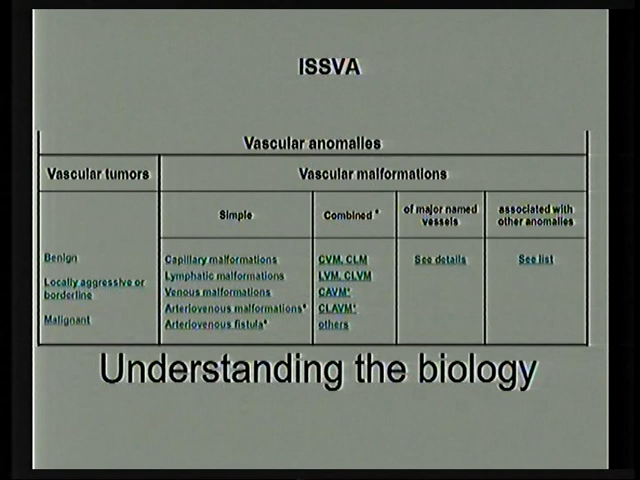 ISSVA
Vascular anomalies
Vascular tumors
Vascular malformations
Simple
Combined *
of major named
vessels
associated with
other anomalies
Benign
Locally aggressive or
borderline
Malignant
Capillary malformations
Lymphatic malformations
Venous malformations
Arteriovenous malformations*
Arteriovenous fistula*
CVM, CLM
LVM, CLVM
CAVM*
CLAVM*
others
See details
See list
Understanding the biology